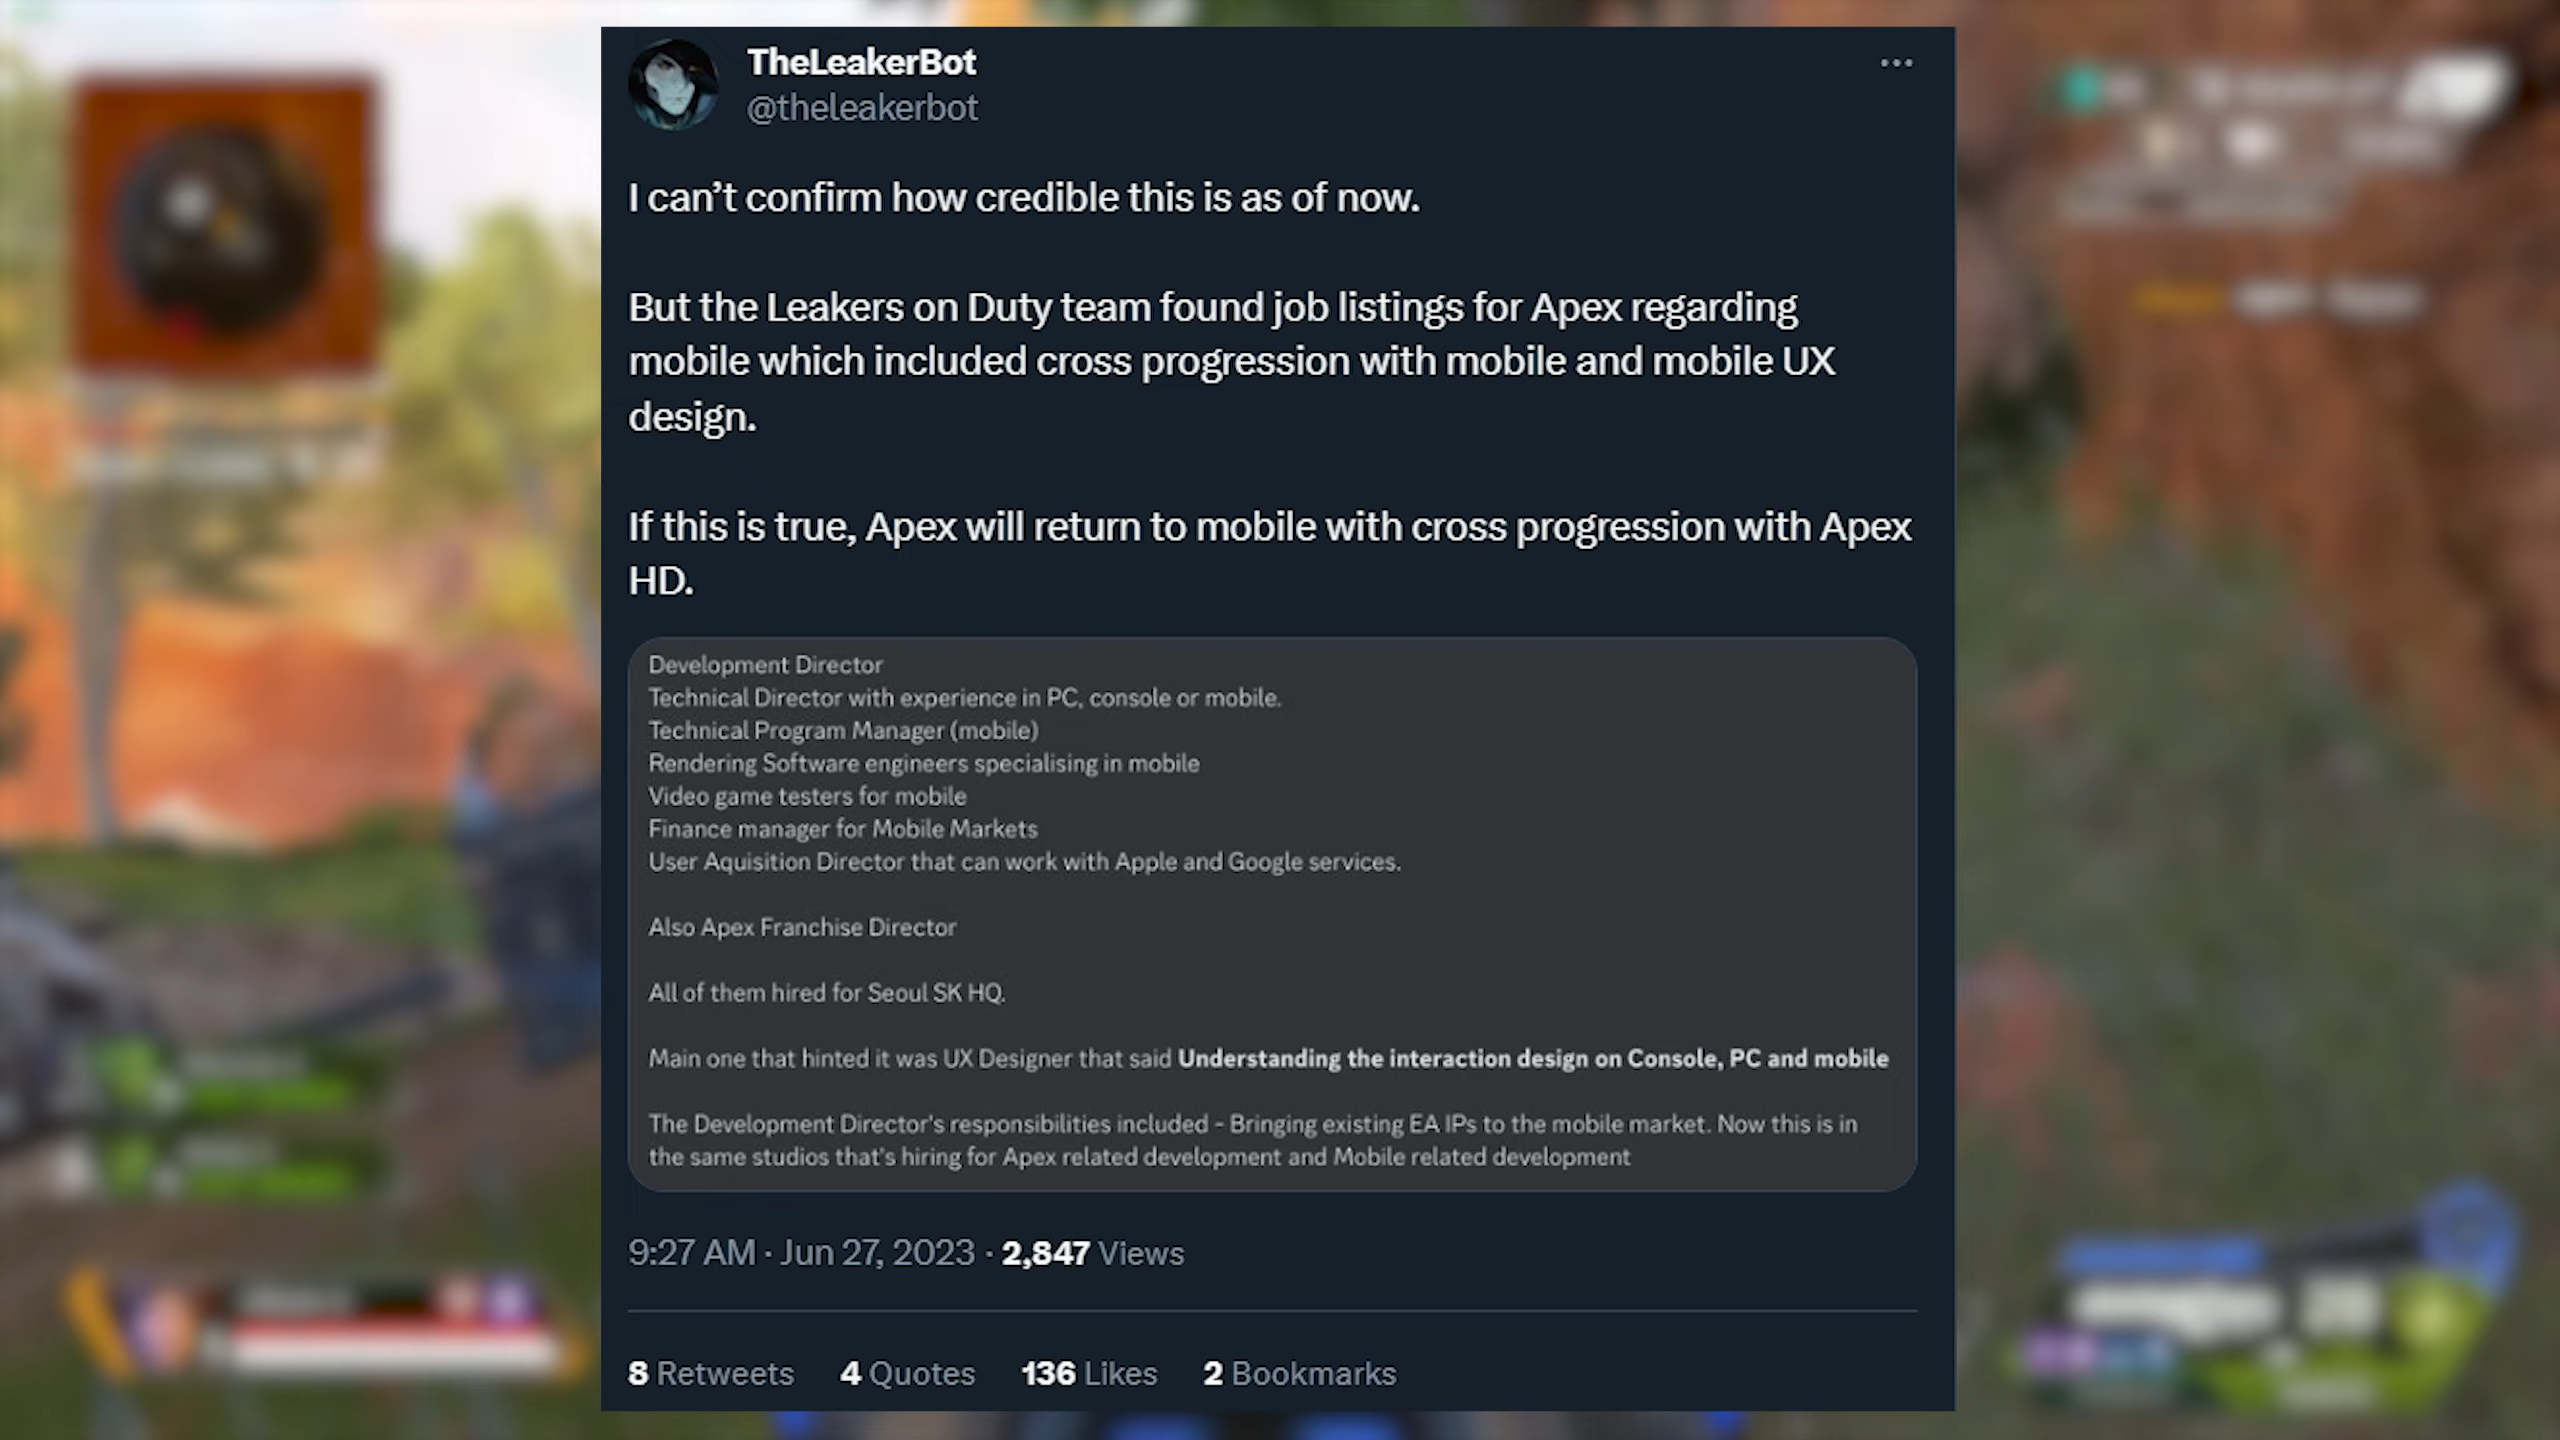 TheLeakerBot
@theleakerbot
I can’t confirm how credible this is as of now.
But the Leakers on Duty team found job listings for Apex regarding
mobile which included cross progression with mobile and mobile UX
design.
If this is true, Apex will return to mobile with cross progression with Apex
HD.
Development Director
Technical Director with experience in PC, console or mobile.
Technical Program Manager (mobile)
Rendering Software engineers specialising in mobile
Video game testers for mobile
Finance manager for Mobile Markets
User Aquisition Director that can work with Apple and Google services.
Also Apex Franchise Director
All of them hired for Seoul SK HQ.
Main one that hinted it was UX Designer that said Understanding the interaction design on Console, PC and mobile
The Development Director's responsibilities included - Bringing existing EA IPs to the mobile market. Now this is in
the same studios that's hiring for Apex related development and Mobile related development
9:27 AM · Jun 27, 2023 · 2,847 Views
8 Retweets 4 Quotes 136 Likes 2 Bookmarks